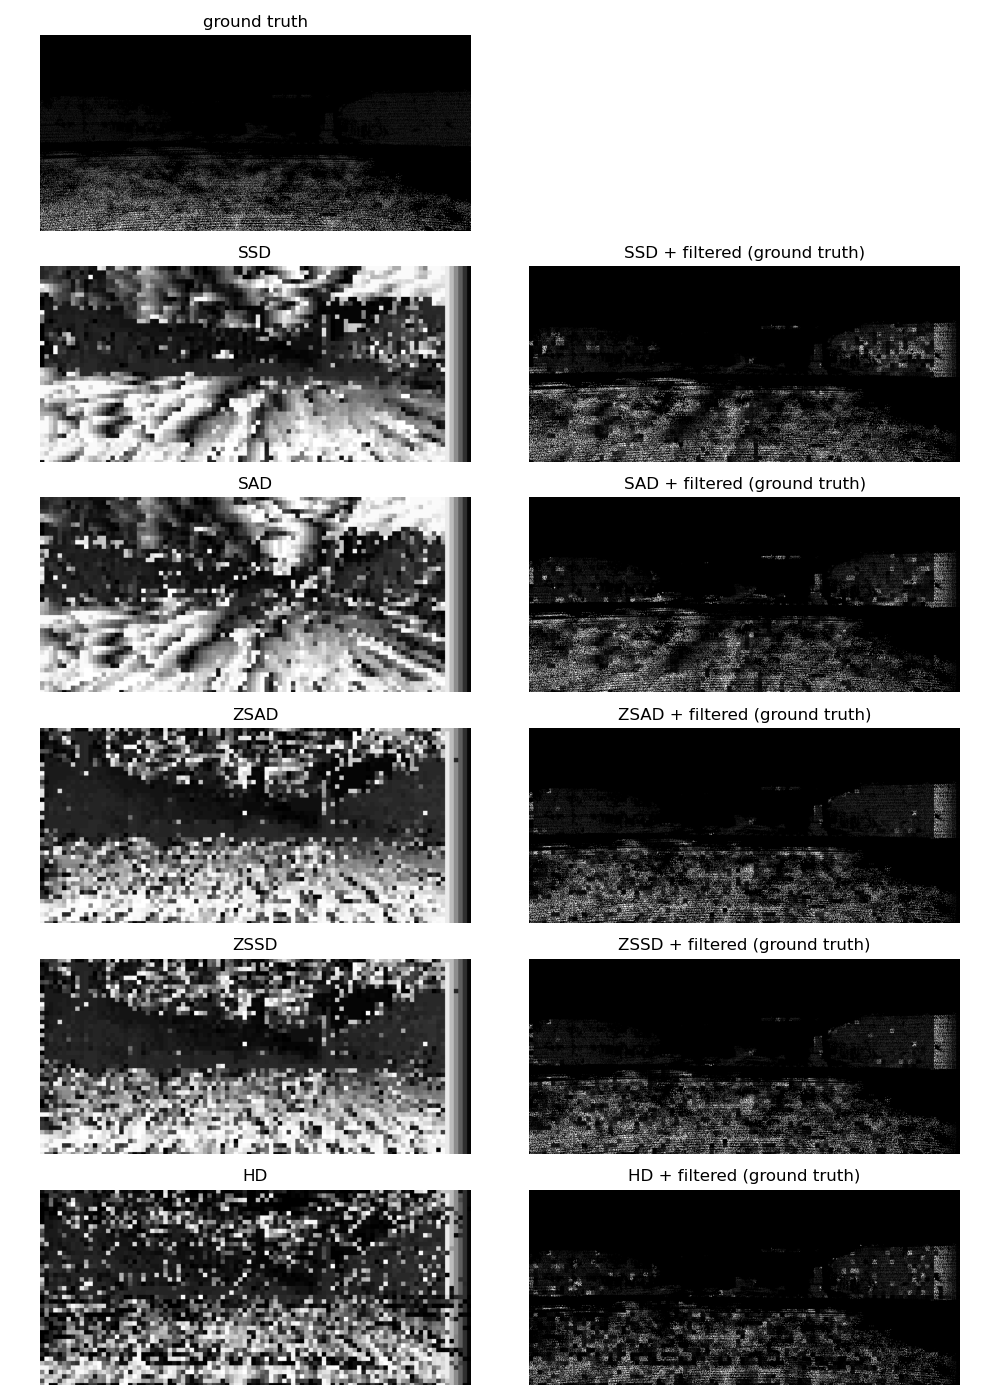 ground truth
SSD
SSD + filtered (ground truth)
SAD
SAD + filtered (ground truth)
ZSAD
ZSAD + filtered (ground truth)
ZSSD
ZSSD + filtered (ground truth)
HD
HD + filtered (ground truth)